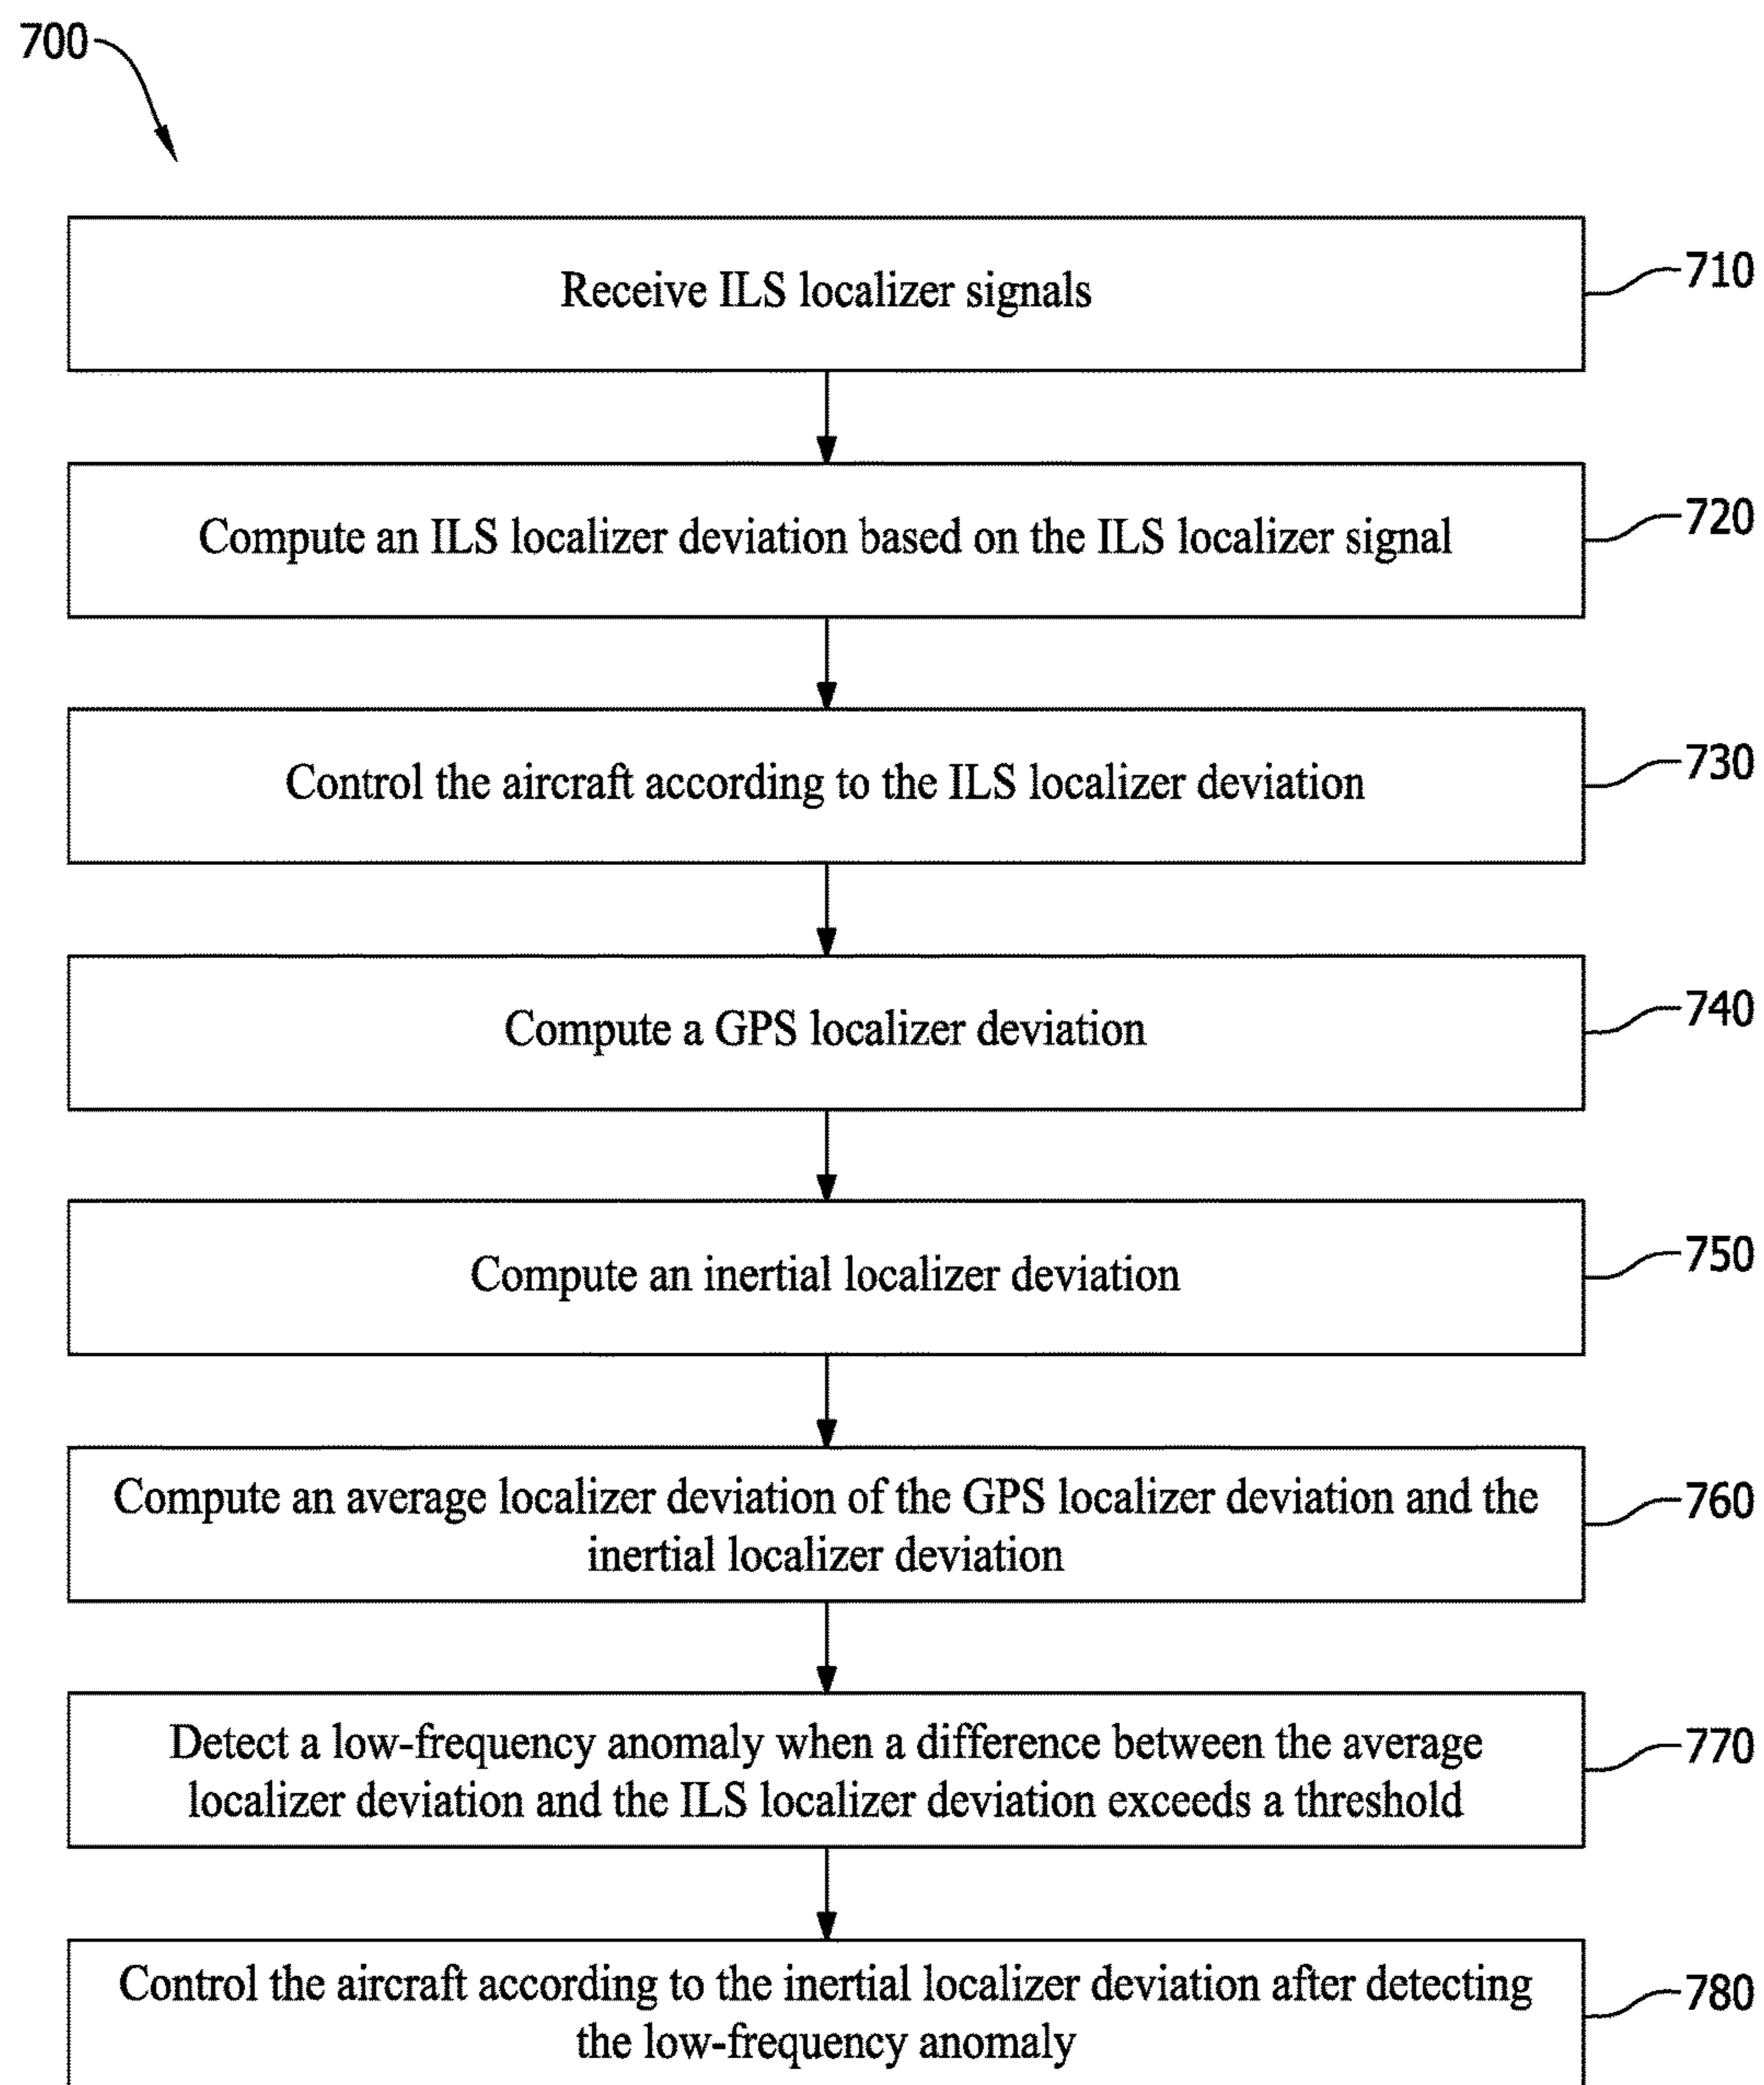 700
Receive ILS localizer signals
710
Compute an ILS localizer deviation based on the ILS localizer signal
720
Control the aircraft according to the ILS localizer deviation
730
Compute a GPS localizer deviation
740
Compute an inertial localizer deviation
750
Compute an average localizer deviation of the GPS localizer deviation and the
inertial localizer deviation
760
Detect a low-frequency anomaly when a difference between the average
localizer deviation and the ILS localizer deviation exceeds a threshold
770
Control the aircraft according to the inertial localizer deviation after detecting
the low-frequency anomaly
780